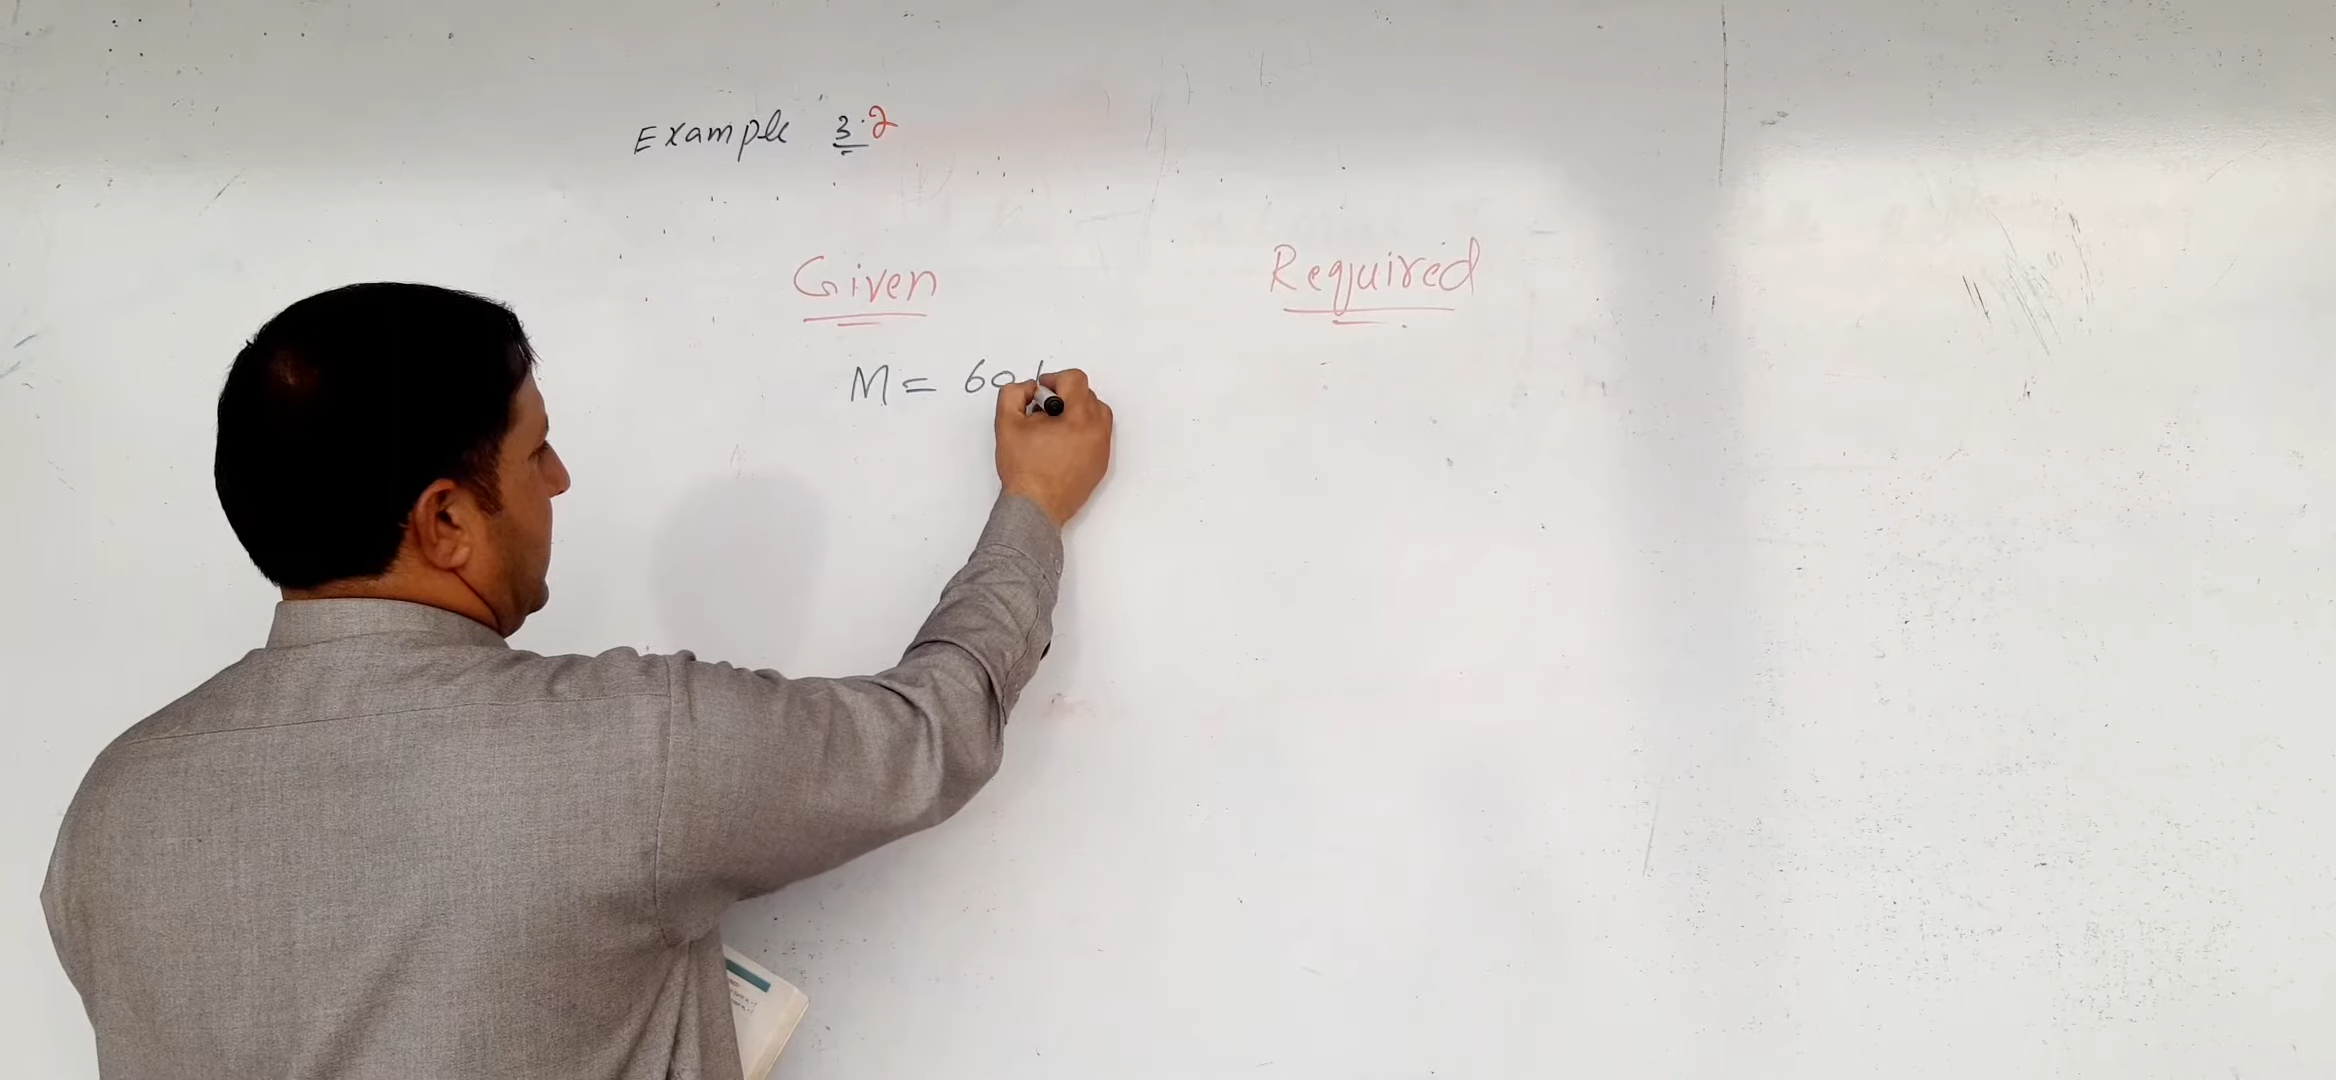 Example 3.2
Given Required
M = 60